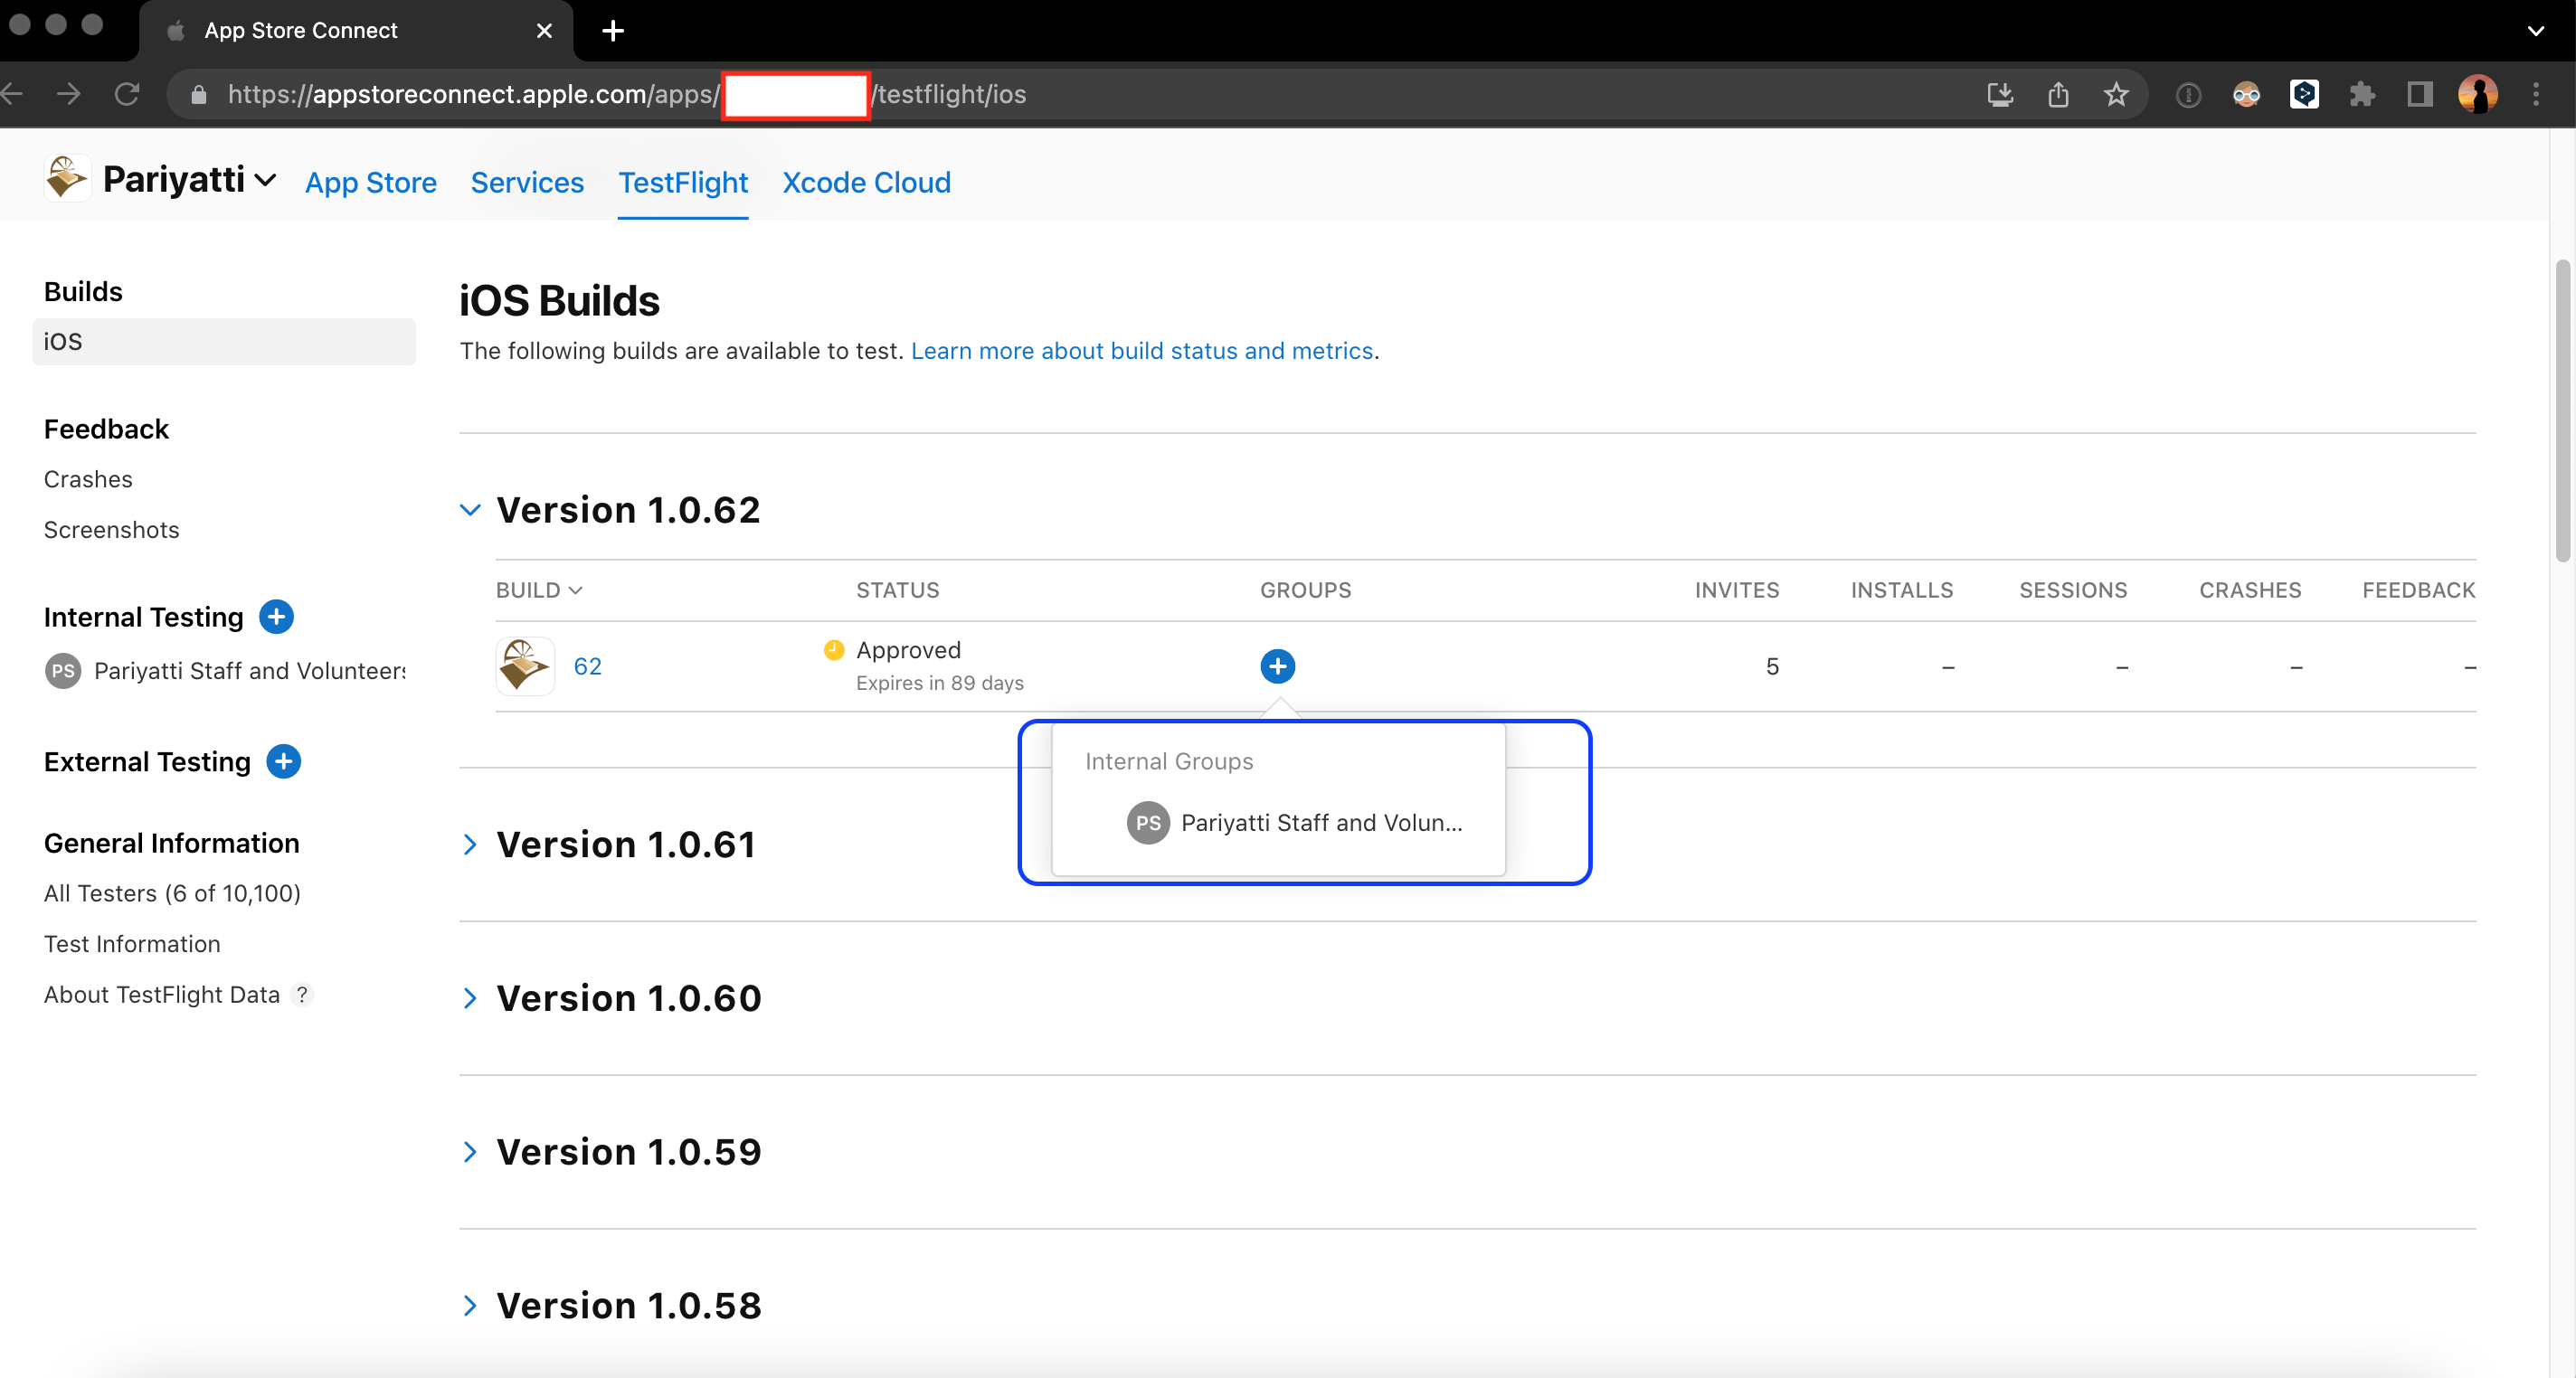 App Store Connect
https://appstoreconnect.apple.com/apps/ /testflight/ios
Pariyatti App Store Services TestFlight Xcode Cloud
Builds
iOS
Feedback
Crashes
Screenshots
Internal Testing
PS Pariyatti Staff and Volunteers
External Testing
General Information
All Testers (6 of 10,100)
Test Information
About TestFlight Data ?
iOS Builds
The following builds are available to test. Learn more about build status and metrics.
Version 1.0.62
BUILD STATUS GROUPS INVITES INSTALLS SESSIONS CRASHES FEEDBACK
62 Approved 5 – – – –
Expires in 89 days
Internal Groups
PS Pariyatti Staff and Volun...
Version 1.0.61
Version 1.0.60
Version 1.0.59
Version 1.0.58